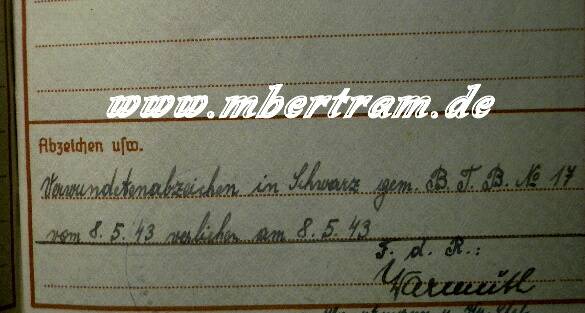 www.mbertram.de
Abzeichen usw.
Verwundetenabzeichen in Schwarz gem. B. T. B. No 17
vom 8. 5. 43 verliehen am 8. 5. 43
F. d. R.: